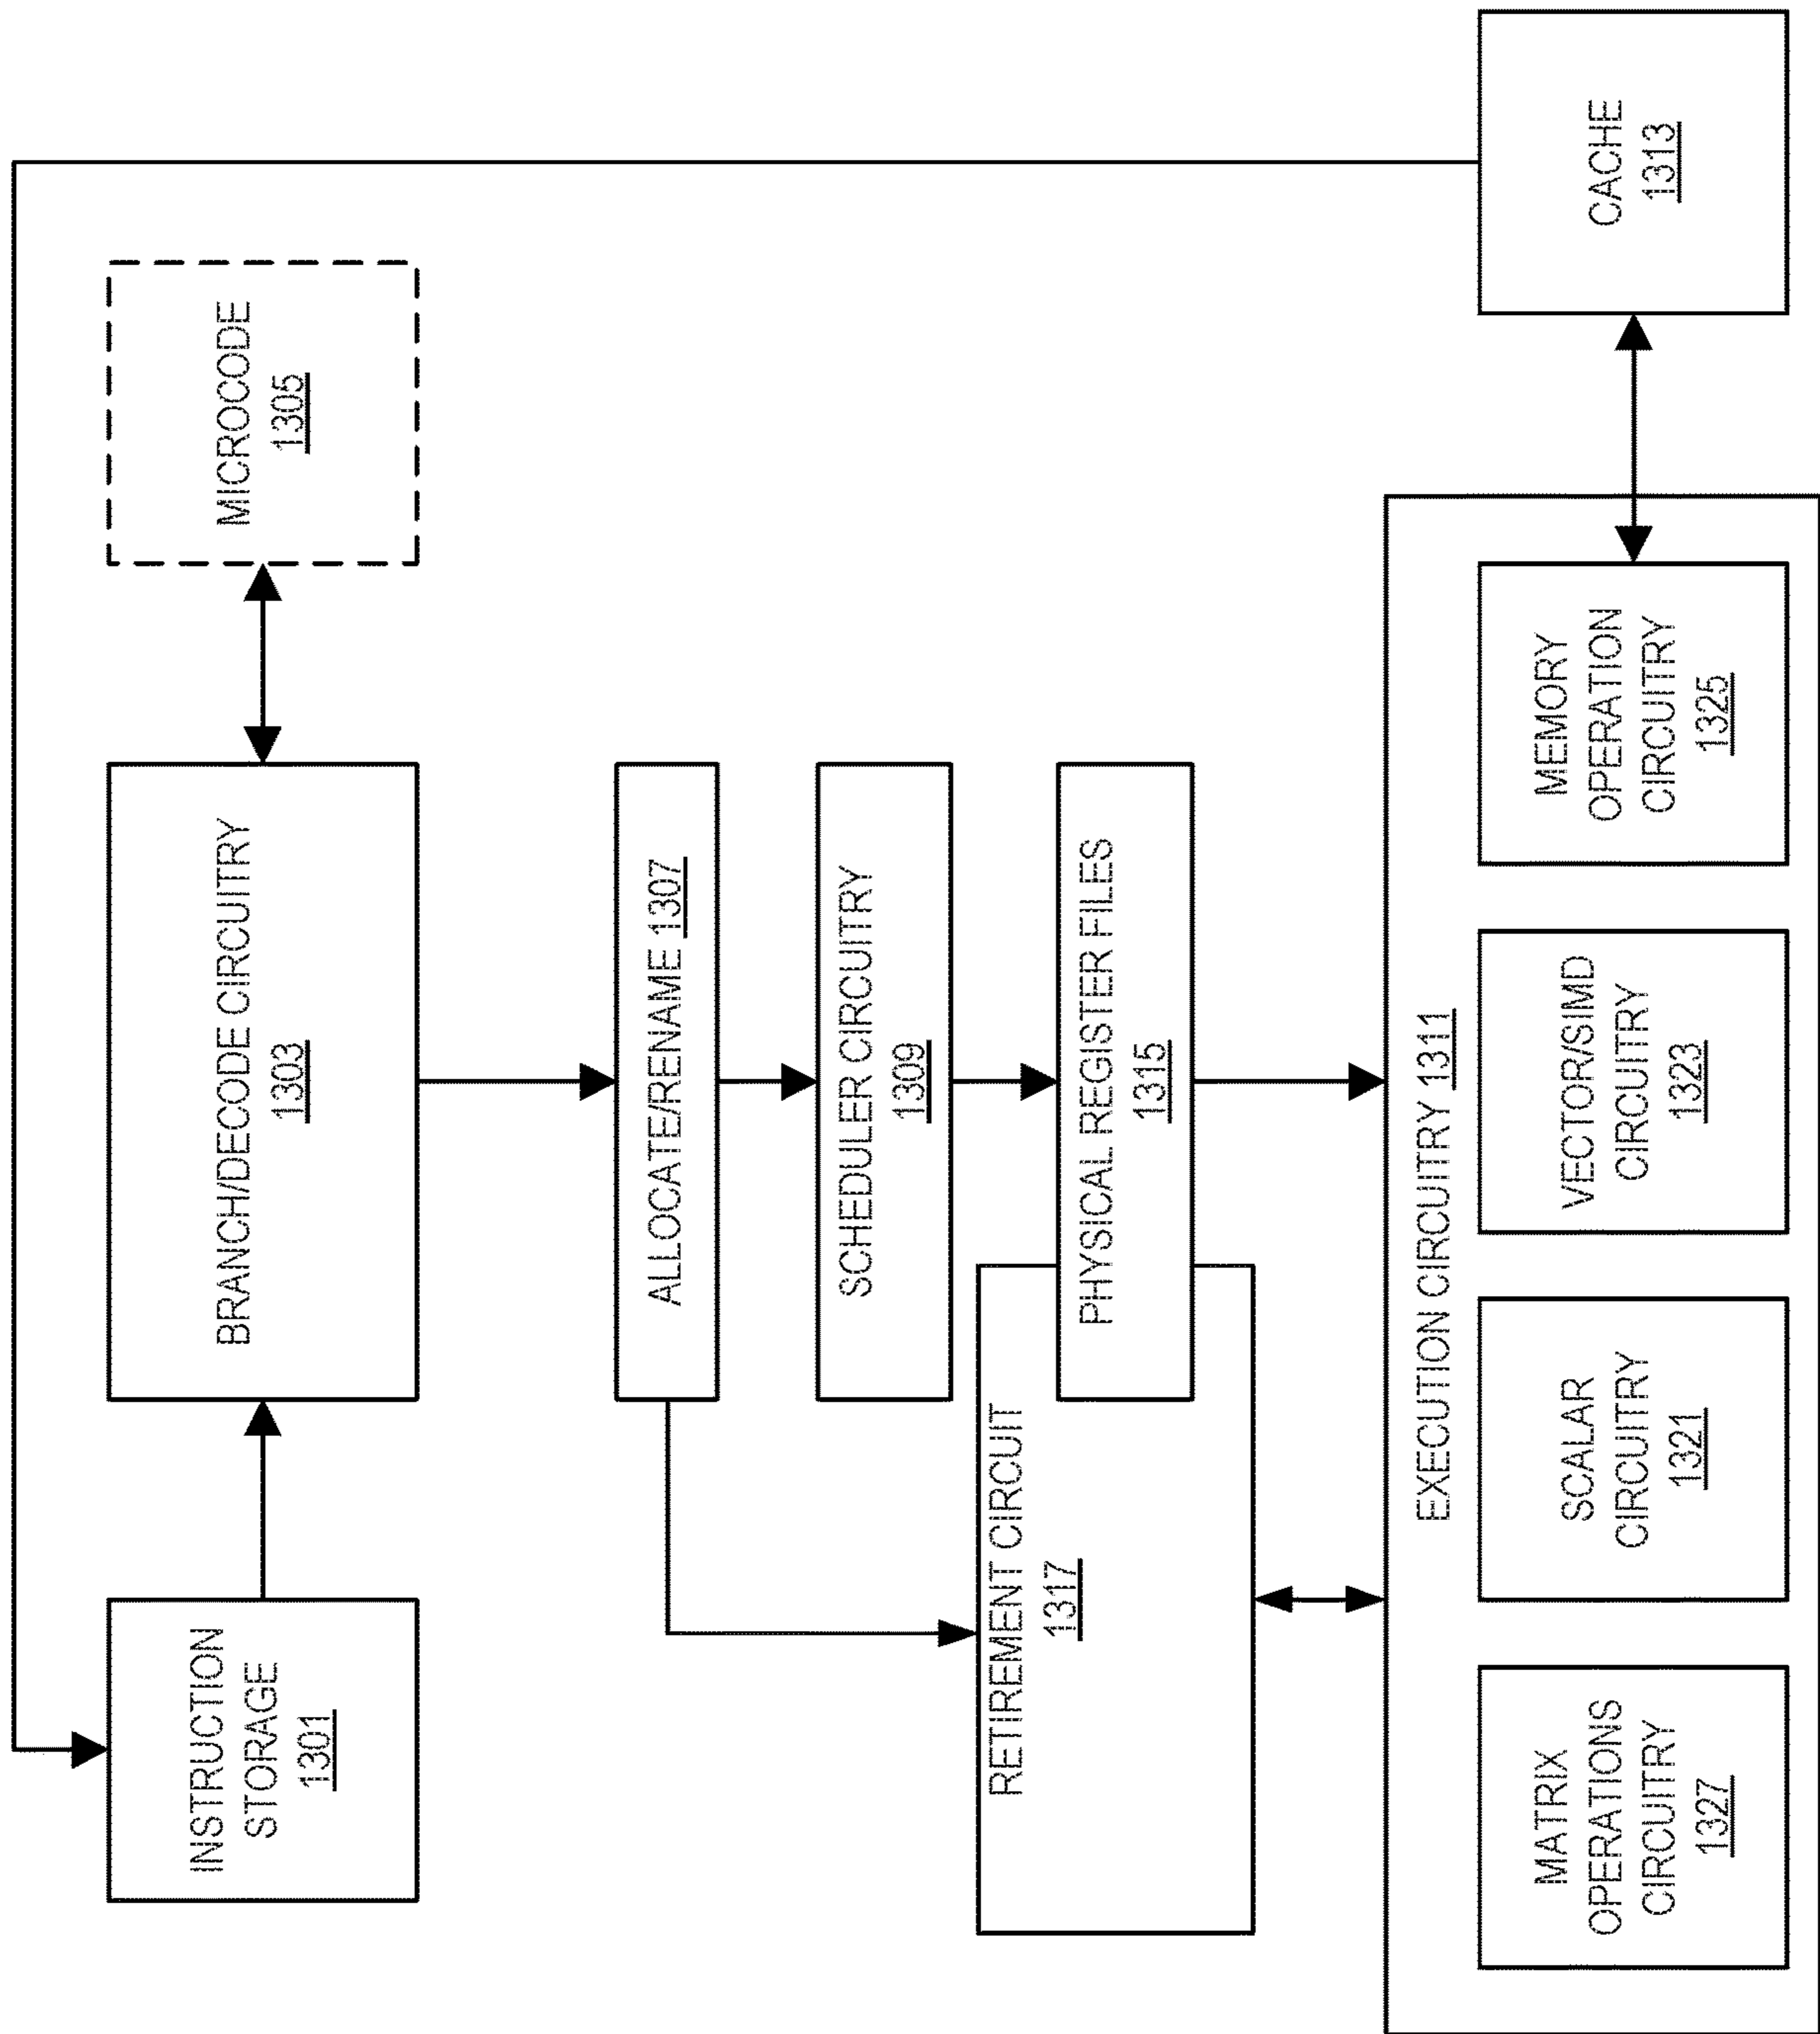 INSTRUCTION
STORAGE
1301
BRANCH/DECODE CIRCUITRY
1303
MICROCODE
1305
ALLOCATE/RENAME 1307
SCHEDULER CIRCUITRY
1309
RETIREMENT CIRCUIT
1317
PHYSICAL REGISTER FILES
1315
EXECUTION CIRCUITRY 1311
MATRIX
OPERATIONS
CIRCUITRY
1327
SCALAR
CIRCUITRY
1321
VECTOR/SIMD
CIRCUITRY
1323
MEMORY
OPERATION
CIRCUITRY
1325
CACHE
1313